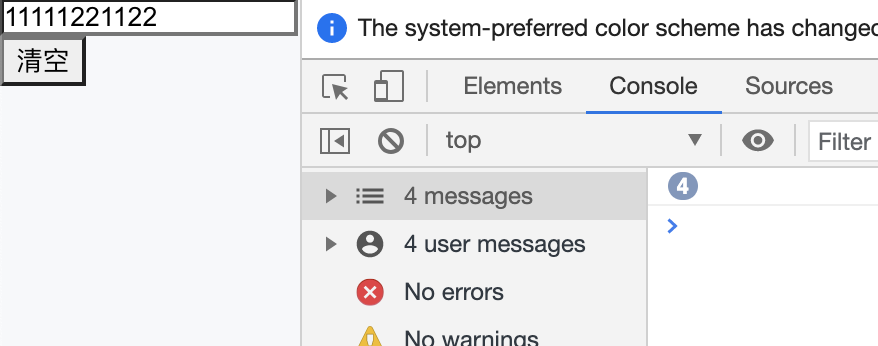 11111221122
清空
The system-preferred color scheme has changed
Elements Console Sources
top Filter
4 messages
4
4 user messages
No errors
No warnings